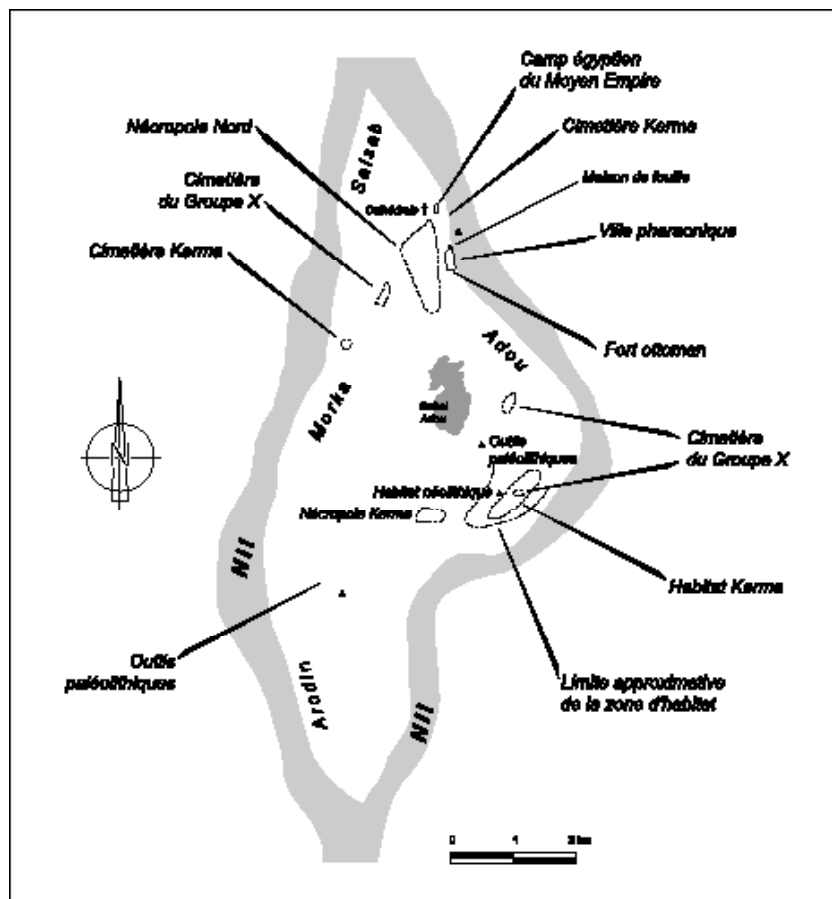 Camp égyptien
du Moyen Empire
Nécropole Nord
Cimetière Kerma
Saïsab
Cimetière
du Groupe X
Maison de fouille
Cathédrale
Ville pharaonique
Cimetière Kerma
Fort ottoman
Adou
Morka
Adou
Cimetière
du Groupe X
Outils
paléolithiques
Habitat néolithique
Nécropole Kerma
Nil
Habitat Kerma
Outils
paléolithiques
Limite approximative
de la zone d'habitat
Arodin
Nil
N
0 1 2 km